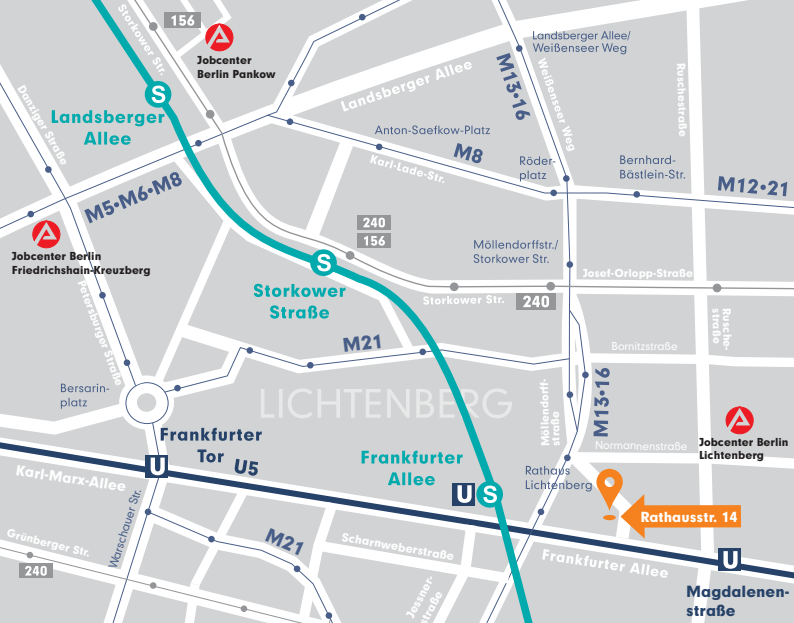 156
Storkower Str.
Jobcenter
Berlin Pankow
Landsberger Allee/
Weißenseer Weg
M13•16
Weißenseer Weg
Ruschestraße
Landsberger Allee
S
Landsberger
Allee
Danziger Straße
Anton-Saefkow-Platz
M8
Karl-Lade-Str.
Röder-
platz
Bernhard-
Bästlein-Str.
M12•21
M5•M6•M8
Jobcenter Berlin
Friedrichshain-Kreuzberg
240
156
Möllendorffstr./
Storkower Str.
S
Storkower
Straße
Storkower Str.
240
Josef-Orlopp-Straße
Petersburger Straße
Rusche-
straße
M21
Bornitzstraße
Bersarin-
platz
LICHTENBERG
Möllendorff-
straße
M13•16
Jobcenter Berlin
Lichtenberg
Normannenstraße
Frankfurter
Tor
U5
U
Karl-Marx-Allee
Frankfurter
Allee
U
S
Rathaus
Lichtenberg
Rathausstr. 14
Warschauer Str.
Grünberger Str.
240
M21
Scharnweberstraße
Jessner-
straße
Frankfurter Allee
U
Magdalenen-
straße